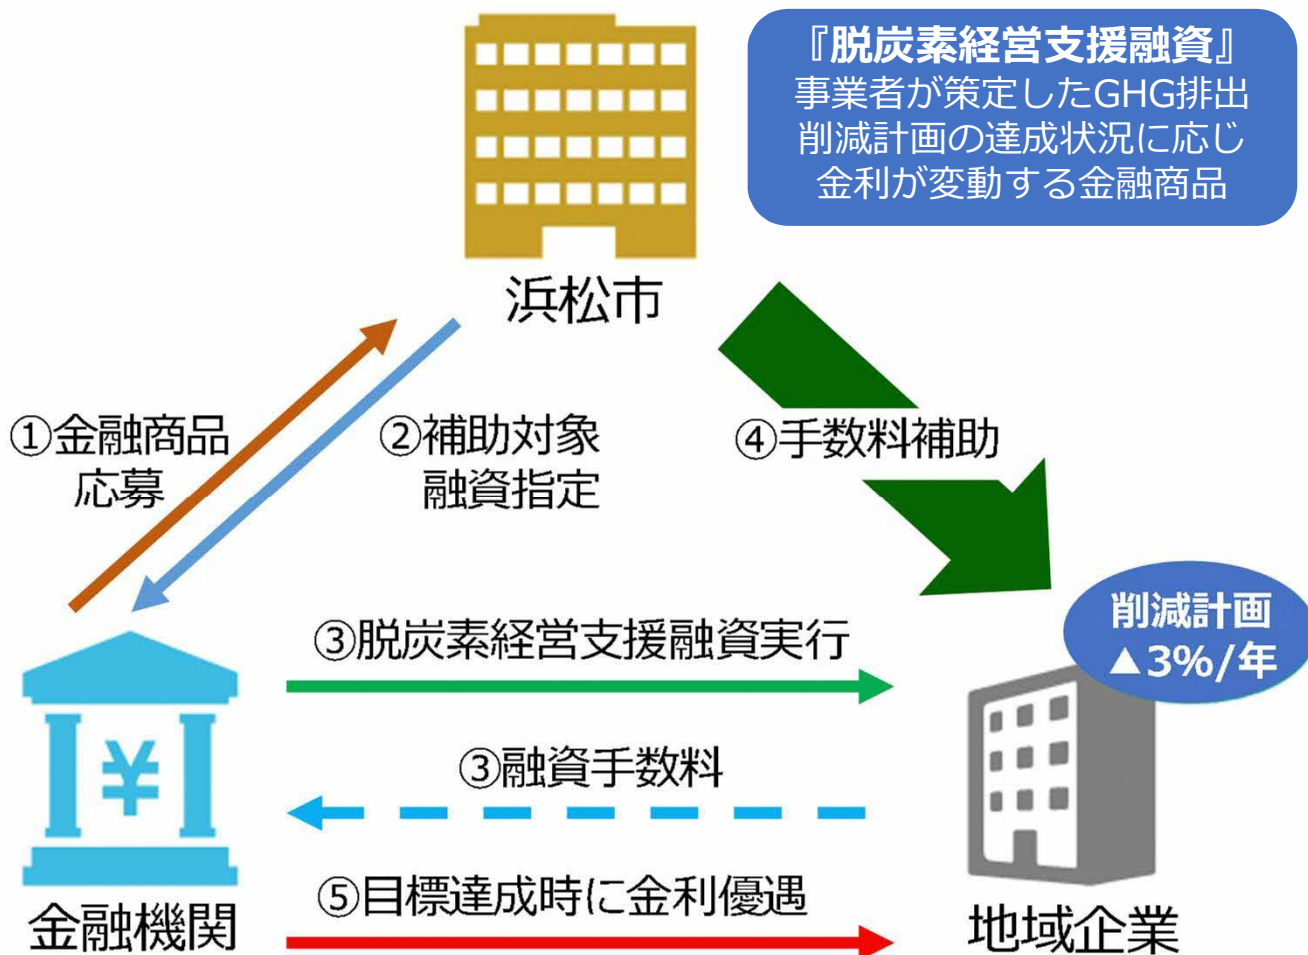 『脱炭素経営支援融資』
事業者が策定したGHG排出
削減計画の達成状況に応じ
金利が変動する金融商品
浜松市
①金融商品
応募
②補助対象
融資指定
④手数料補助
削減計画
▲3%/年
③脱炭素経営支援融資実行
¥
③融資手数料
⑤目標達成時に金利優遇
金融機関
地域企業